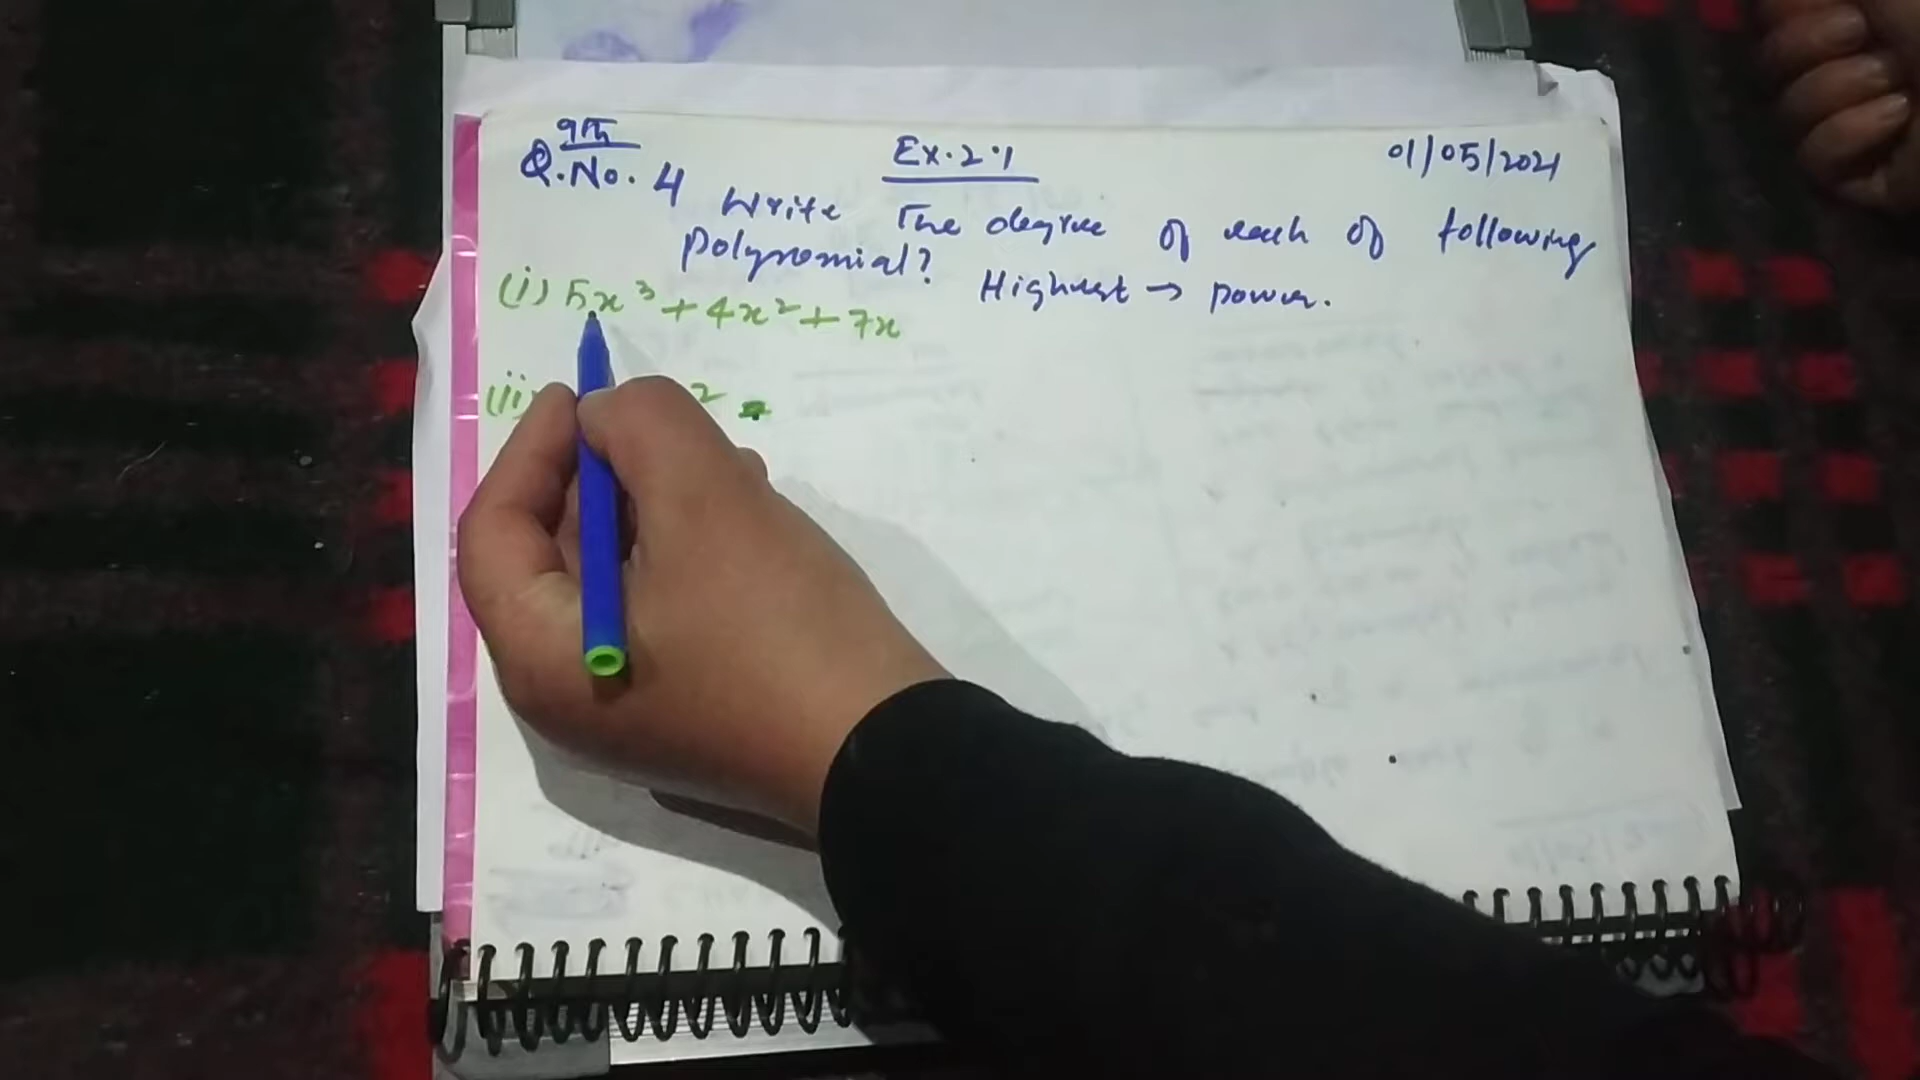 9th
Ex. 2.1
01/05/2021
Q.No. 4 Write The degree of each of following
polynomial? Highest → power.
(i) 5x³ + 4x² + 7x
(ii) ²